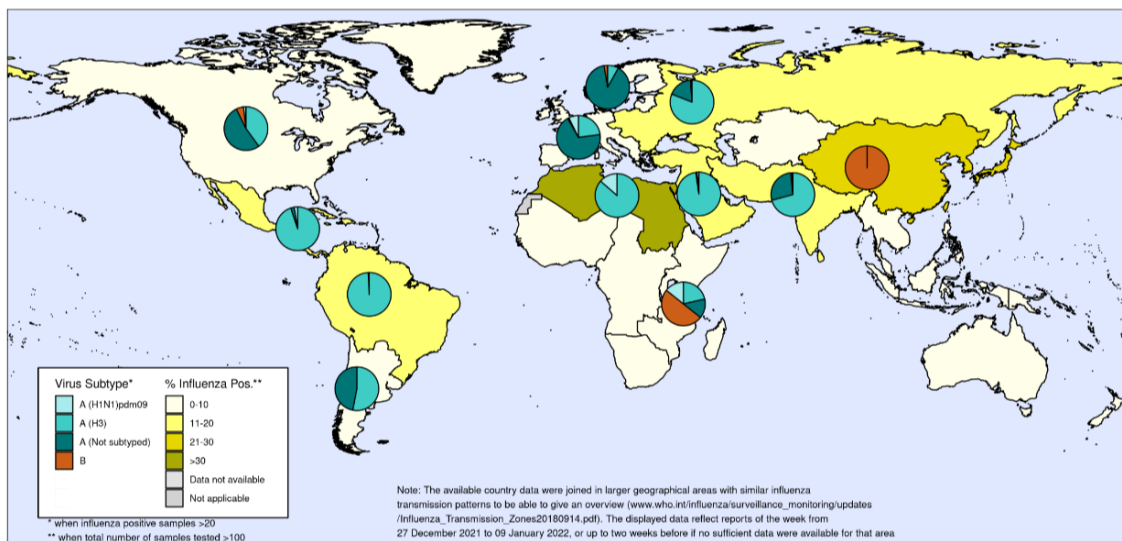 Virus Subtype*
% Influenza Pos.**
A (H1N1)pdm09
A (H3)
A (Not subtyped)
B
0-10
11-20
21-30
>30
Data not available
Not applicable
* when influenza positive samples >20
** when total number of samples tested >100
Note: The available country data were joined in larger geographical areas with similar influenza
transmission patterns to be able to give an overview (www.who.int/influenza/surveillance_monitoring/updates
/Influenza_Transmission_Zones20180914.pdf). The displayed data reflect reports of the week from
27 December 2021 to 09 January 2022, or up to two weeks before if no sufficient data were available for that area